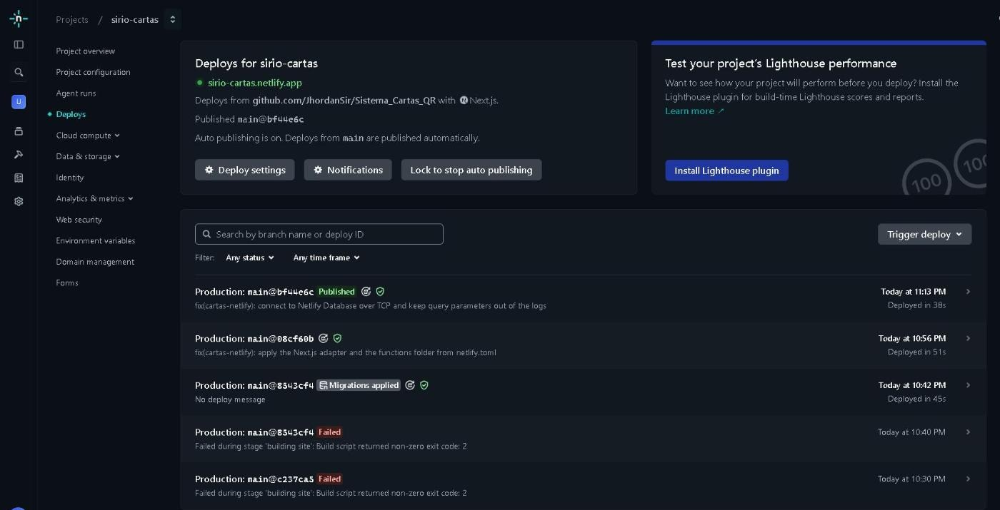 Projects / sirio-cartas
Project overview
Project configuration
Agent runs
Deploys
Cloud compute
Data & storage
Identity
Analytics & metrics
Web security
Environment variables
Domain management
Forms
U
Deploys for sirio-cartas
sirio-cartas.netlify.app
Deploys from github.com/JhordanSir/Sistema_Cartas_QR with N Next.js.
Published main@bf44e6c
Auto publishing is on. Deploys from main are published automatically.
Deploy settings Notifications Lock to stop auto publishing
Test your project's Lighthouse performance
Want to see how your project will perform before you deploy? Install the
Lighthouse plugin for build-time Lighthouse scores and reports.
Learn more ↗
Install Lighthouse plugin
100 100
Search by branch name or deploy ID
Trigger deploy
Filter: Any status Any time frame
Production: main@bf44e6c Published Today at 11:13 PM
fix(cartas-netlify): connect to Netlify Database over TCP and keep query parameters out of the logs Deployed in 38s
Production: main@08cf60b Today at 10:56 PM
fix(cartas-netlify): apply the Next.js adapter and the functions folder from netlify.toml Deployed in 51s
Production: main@8543cf4 Migrations applied Today at 10:42 PM
No deploy message Deployed in 45s
Production: main@8543cf4 Failed Today at 10:40 PM
Failed during stage 'building site': Build script returned non-zero exit code: 2
Production: main@c237ca5 Failed Today at 10:30 PM
Failed during stage 'building site': Build script returned non-zero exit code: 2